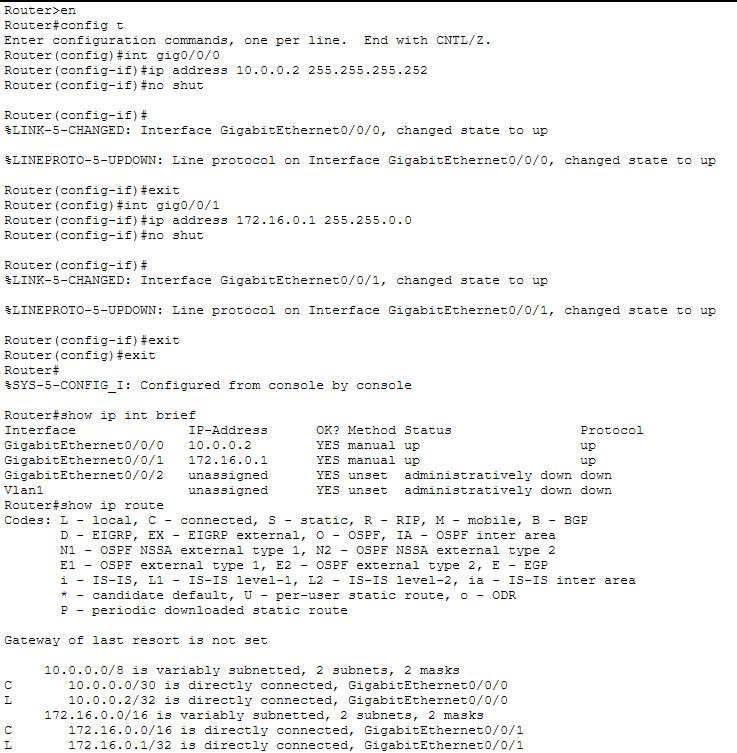 Router>en
Router#config t
Enter configuration commands, one per line.  End with CNTL/Z.
Router(config)#int gig0/0/0
Router(config-if)#ip address 10.0.0.2 255.255.255.252
Router(config-if)#no shut

Router(config-if)#
%LINK-5-CHANGED: Interface GigabitEthernet0/0/0, changed state to up

%LINEPROTO-5-UPDOWN: Line protocol on Interface GigabitEthernet0/0/0, changed state to up

Router(config-if)#exit
Router(config)#int gig0/0/1
Router(config-if)#ip address 172.16.0.1 255.255.0.0
Router(config-if)#no shut

Router(config-if)#
%LINK-5-CHANGED: Interface GigabitEthernet0/0/1, changed state to up

%LINEPROTO-5-UPDOWN: Line protocol on Interface GigabitEthernet0/0/1, changed state to up

Router(config-if)#exit
Router(config)#exit
Router#
%SYS-5-CONFIG_I: Configured from console by console

Router#show ip int brief
Interface              IP-Address      OK? Method Status                Protocol
GigabitEthernet0/0/0   10.0.0.2        YES manual up                    up
GigabitEthernet0/0/1   172.16.0.1      YES manual up                    up
GigabitEthernet0/0/2   unassigned      YES unset  administratively down down
Vlan1                  unassigned      YES unset  administratively down down
Router#show ip route
Codes: L - local, C - connected, S - static, R - RIP, M - mobile, B - BGP
       D - EIGRP, EX - EIGRP external, O - OSPF, IA - OSPF inter area
       N1 - OSPF NSSA external type 1, N2 - OSPF NSSA external type 2
       E1 - OSPF external type 1, E2 - OSPF external type 2, E - EGP
       i - IS-IS, L1 - IS-IS level-1, L2 - IS-IS level-2, ia - IS-IS inter area
       * - candidate default, U - per-user static route, o - ODR
       P - periodic downloaded static route

Gateway of last resort is not set

     10.0.0.0/8 is variably subnetted, 2 subnets, 2 masks
C       10.0.0.0/30 is directly connected, GigabitEthernet0/0/0
L       10.0.0.2/32 is directly connected, GigabitEthernet0/0/0
     172.16.0.0/16 is variably subnetted, 2 subnets, 2 masks
C       172.16.0.0/16 is directly connected, GigabitEthernet0/0/1
L       172.16.0.1/32 is directly connected, GigabitEthernet0/0/1